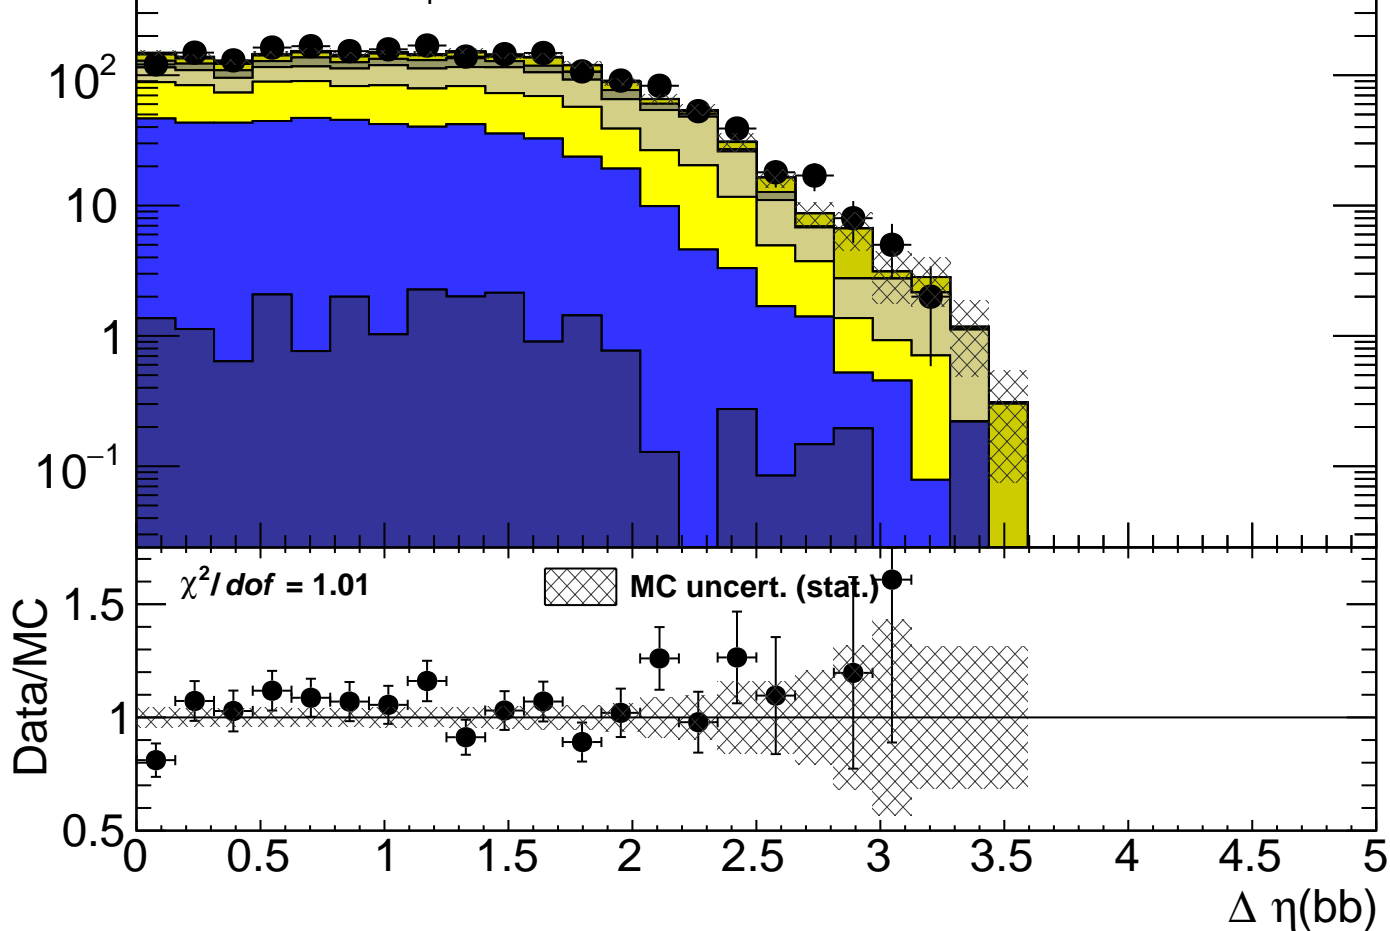 10²
10
1
10⁻¹
χ²/dof = 1.01
MC uncert. (stat.)
Data/MC
1.5
1
0.5
0 0.5 1 1.5 2 2.5 3 3.5 4 4.5 5
Δ η(bb)